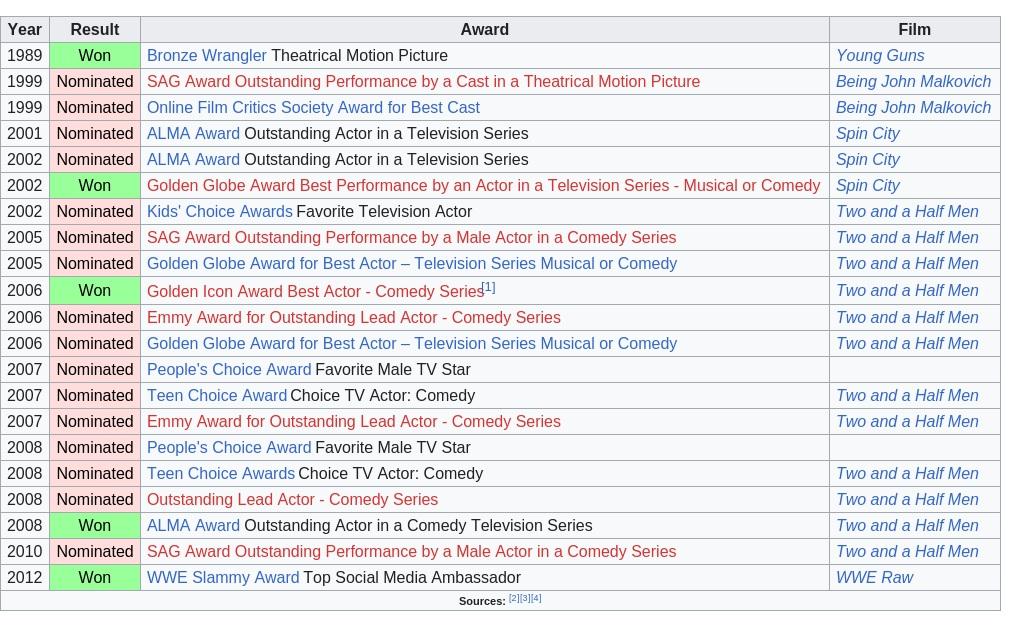 Year Result Award Film
1989 Won Bronze Wrangler Theatrical Motion Picture Young Guns
1999 Nominated SAG Award Outstanding Performance by a Cast in a Theatrical Motion Picture Being John Malkovich
1999 Nominated Online Film Critics Society Award for Best Cast Being John Malkovich
2001 Nominated ALMA Award Outstanding Actor in a Television Series Spin City
2002 Nominated ALMA Award Outstanding Actor in a Television Series Spin City
2002 Won Golden Globe Award Best Performance by an Actor in a Television Series - Musical or Comedy Spin City
2002 Nominated Kids' Choice Awards Favorite Television Actor Two and a Half Men
2005 Nominated SAG Award Outstanding Performance by a Male Actor in a Comedy Series Two and a Half Men
2005 Nominated Golden Globe Award for Best Actor – Television Series Musical or Comedy Two and a Half Men
2006 Won Golden Icon Award Best Actor - Comedy Series[1] Two and a Half Men
2006 Nominated Emmy Award for Outstanding Lead Actor - Comedy Series Two and a Half Men
2006 Nominated Golden Globe Award for Best Actor – Television Series Musical or Comedy Two and a Half Men
2007 Nominated People's Choice Award Favorite Male TV Star
2007 Nominated Teen Choice Award Choice TV Actor: Comedy Two and a Half Men
2007 Nominated Emmy Award for Outstanding Lead Actor - Comedy Series Two and a Half Men
2008 Nominated People's Choice Award Favorite Male TV Star
2008 Nominated Teen Choice Awards Choice TV Actor: Comedy Two and a Half Men
2008 Nominated Outstanding Lead Actor - Comedy Series Two and a Half Men
2008 Won ALMA Award Outstanding Actor in a Comedy Television Series Two and a Half Men
2010 Nominated SAG Award Outstanding Performance by a Male Actor in a Comedy Series Two and a Half Men
2012 Won WWE Slammy Award Top Social Media Ambassador WWE Raw
Sources: [2][3][4]